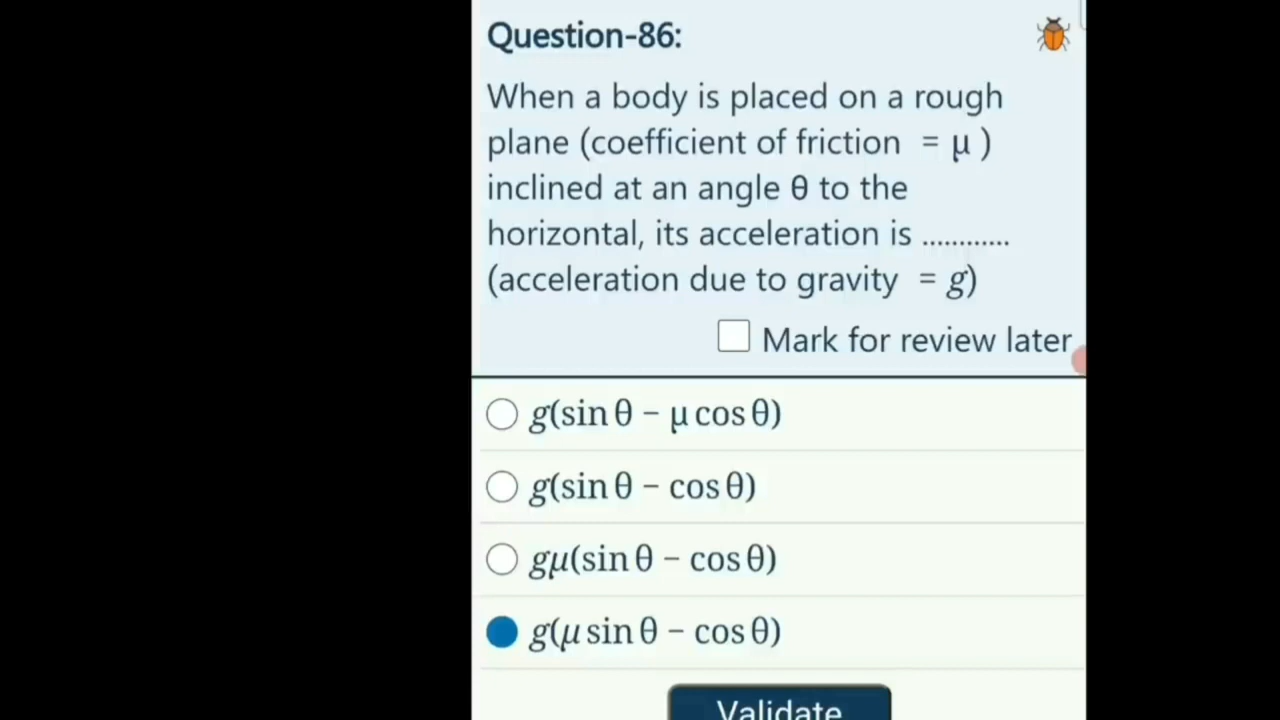 Question-86:
When a body is placed on a rough
plane (coefficient of friction = μ )
inclined at an angle θ to the
horizontal, its acceleration is ............
(acceleration due to gravity = g)
Mark for review later
g(sin θ − μ cos θ)
g(sin θ − cos θ)
gμ(sin θ − cos θ)
g(μ sin θ − cos θ)
Validate